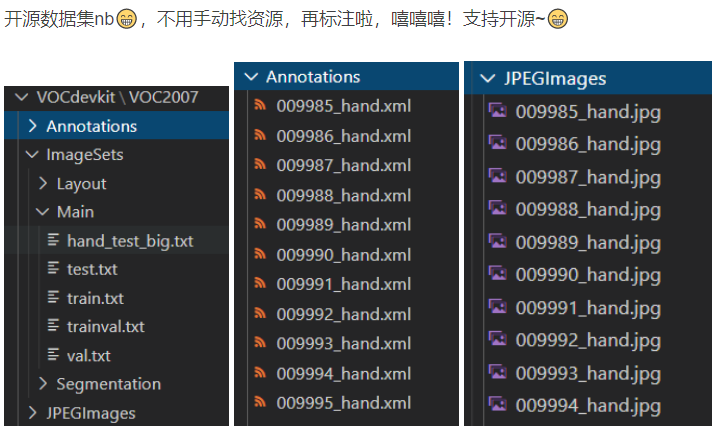 开源数据集nb😁，不用手动找资源，再标注啦，嘻嘻嘻！支持开源~😁
VOCdevkit \ VOC2007
Annotations
ImageSets
Layout
Main
hand_test_big.txt
test.txt
train.txt
trainval.txt
val.txt
Segmentation
JPEGImages
Annotations
009985_hand.xml
009986_hand.xml
009987_hand.xml
009988_hand.xml
009989_hand.xml
009990_hand.xml
009991_hand.xml
009992_hand.xml
009993_hand.xml
009994_hand.xml
009995_hand.xml
JPEGImages
009985_hand.jpg
009986_hand.jpg
009987_hand.jpg
009988_hand.jpg
009989_hand.jpg
009990_hand.jpg
009991_hand.jpg
009992_hand.jpg
009993_hand.jpg
009994_hand.jpg